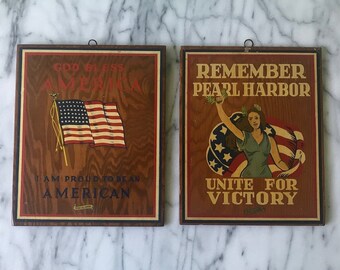 GOD BLESS
AMERICA
I AM PROUD TO BE AN
AMERICAN
REMEMBER
PEARL HARBOR
UNITE FOR
VICTORY